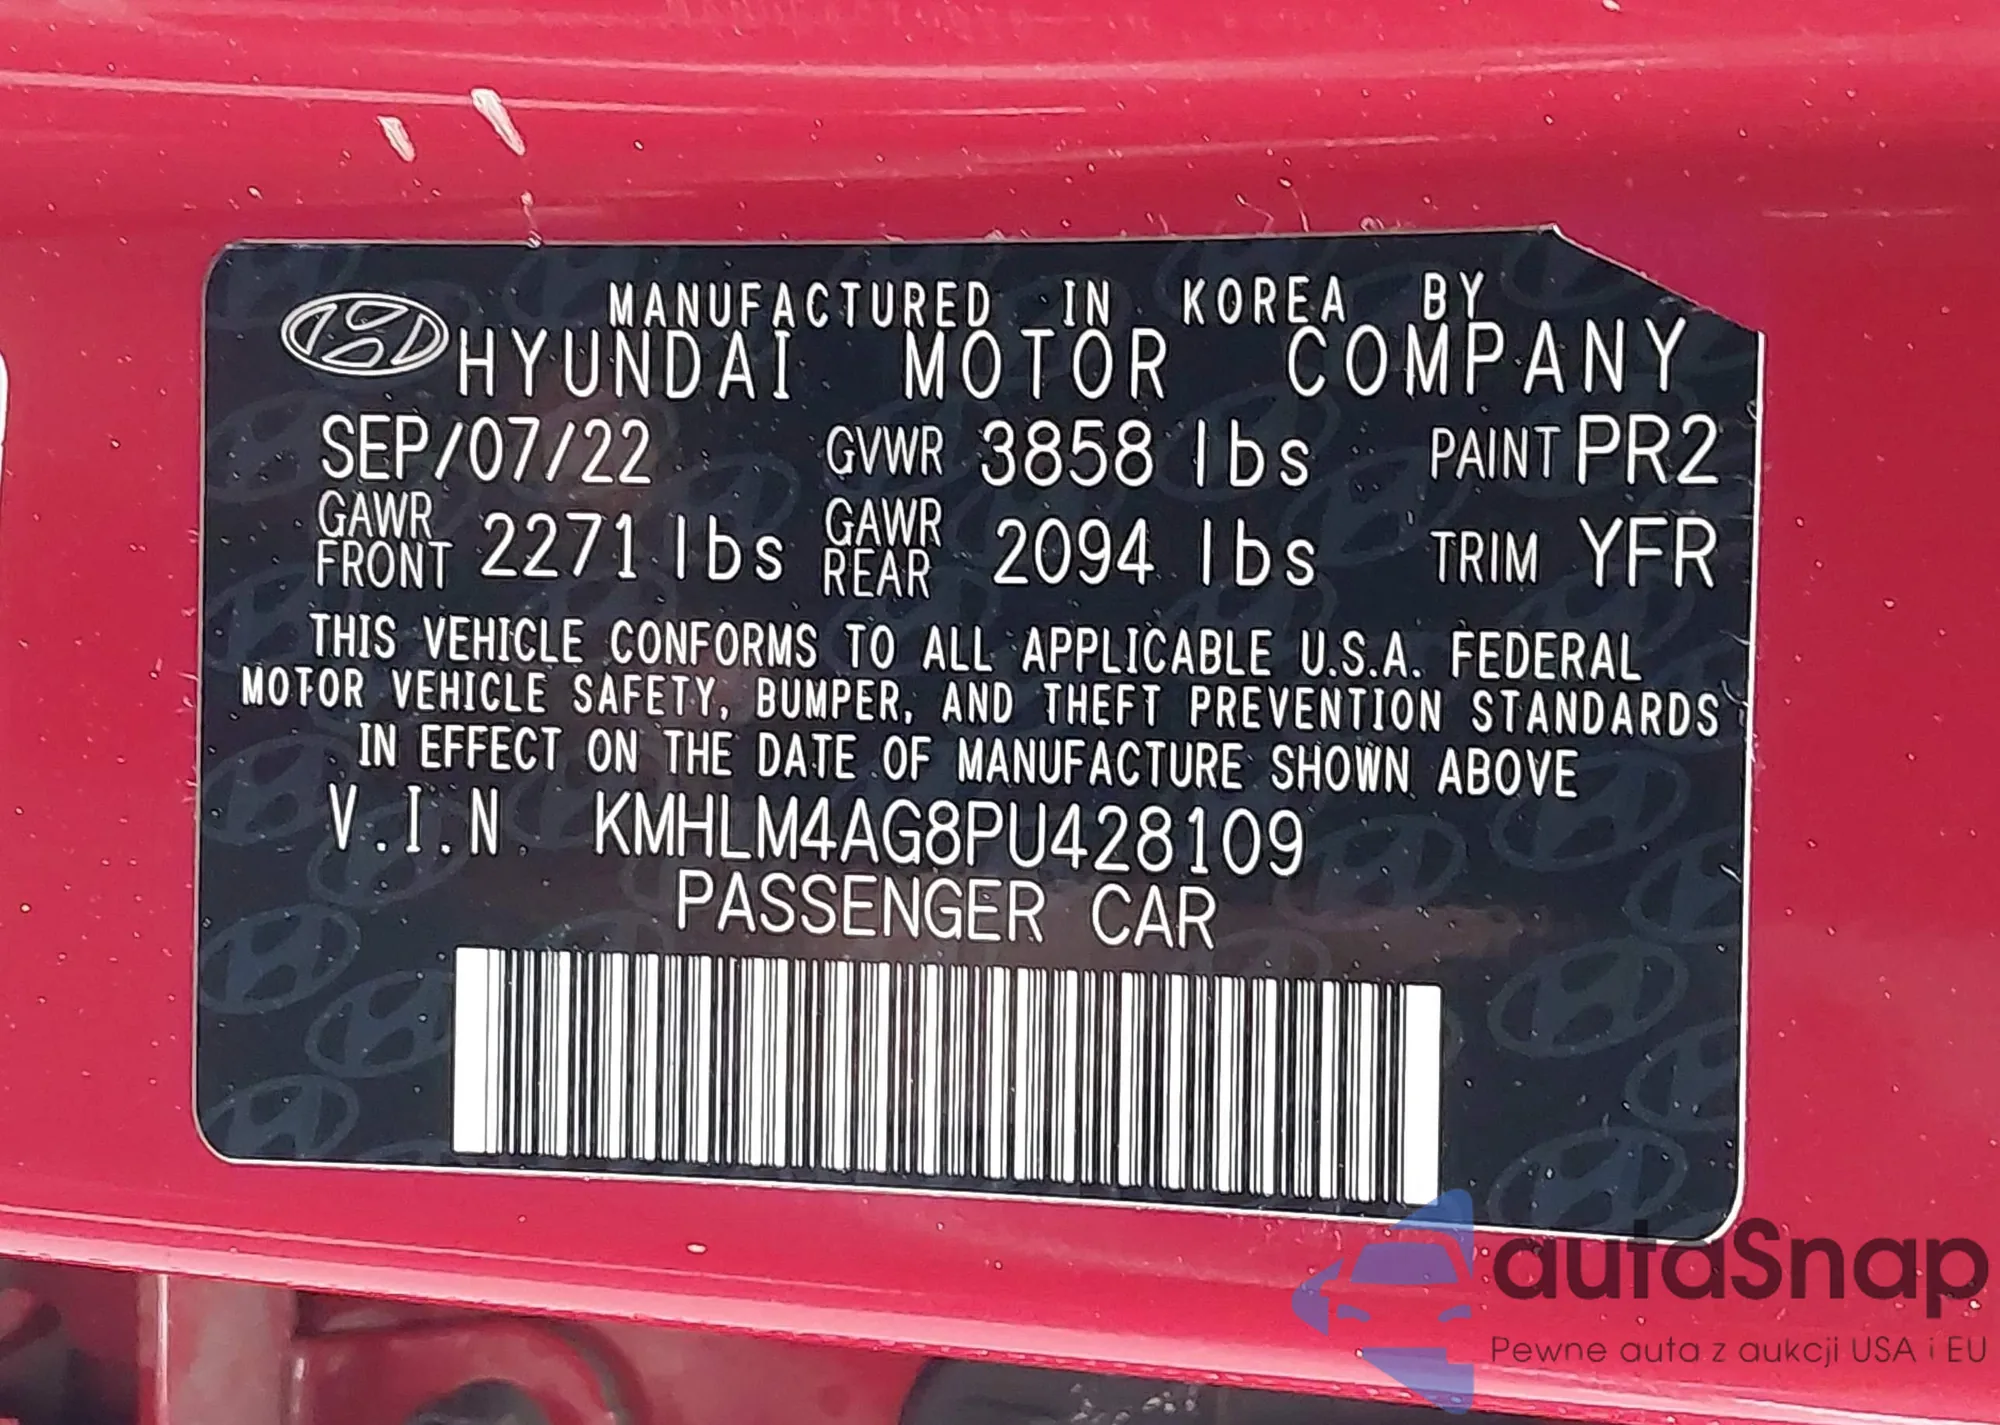 MANUFACTURED IN KOREA BY
HYUNDAI MOTOR COMPANY
SEP/07/22 GVWR 3858 lbs PAINT PR2
GAWR FRONT 2271 lbs GAWR REAR 2094 lbs TRIM YFR
THIS VEHICLE CONFORMS TO ALL APPLICABLE U.S.A. FEDERAL
MOTOR VEHICLE SAFETY, BUMPER, AND THEFT PREVENTION STANDARDS
IN EFFECT ON THE DATE OF MANUFACTURE SHOWN ABOVE
V.I.N KMHLM4AG8PU428109
PASSENGER CAR
autaSnap
Pewne auta z aukcji USA i EU